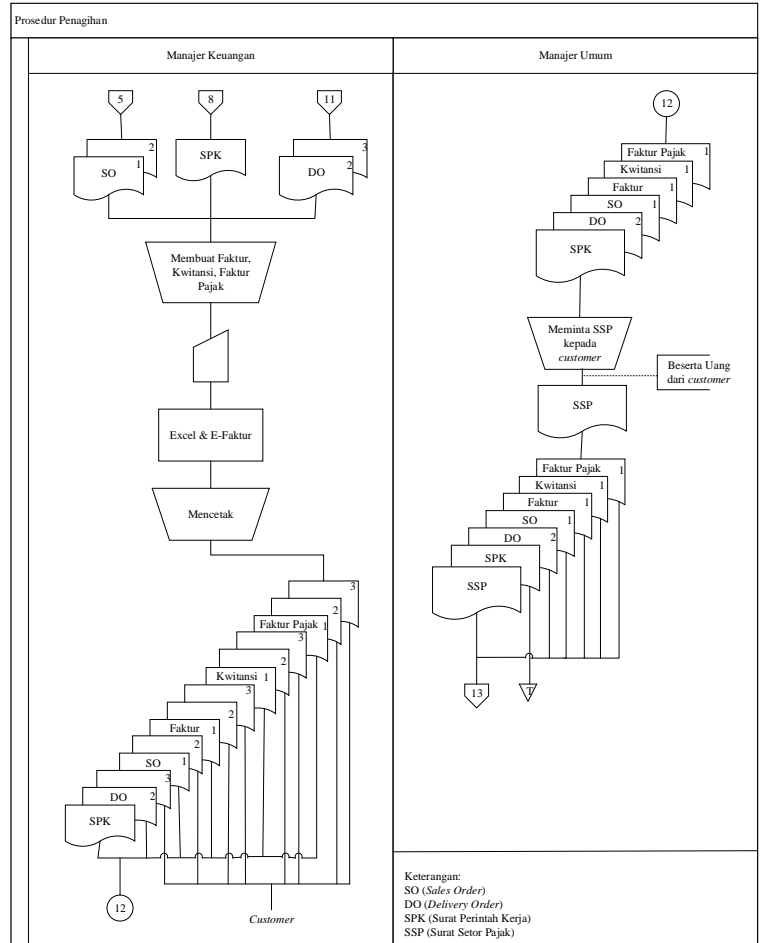 Prosedur Penagihan
Manajer Keuangan
5
8
11
2
1
SO
SPK
3
2
DO
Membuat Faktur,
Kwitansi, Faktur
Pajak
Excel & E-Faktur
Mencetak
3
2
Faktur Pajak 1
3
2
Kwitansi 1
3
2
Faktur 1
2
SO 1
3
DO 2
SPK
12
Customer
Manajer Umum
12
Faktur Pajak 1
Kwitansi 1
Faktur 1
SO 1
DO 2
SPK
Meminta SSP
kepada
customer
Beserta Uang
dari customer
SSP
Faktur Pajak 1
Kwitansi 1
Faktur 1
SO 1
DO 2
SPK
SSP
13
T
Keterangan:
SO (Sales Order)
DO (Delivery Order)
SPK (Surat Perintah Kerja)
SSP (Surat Setor Pajak)